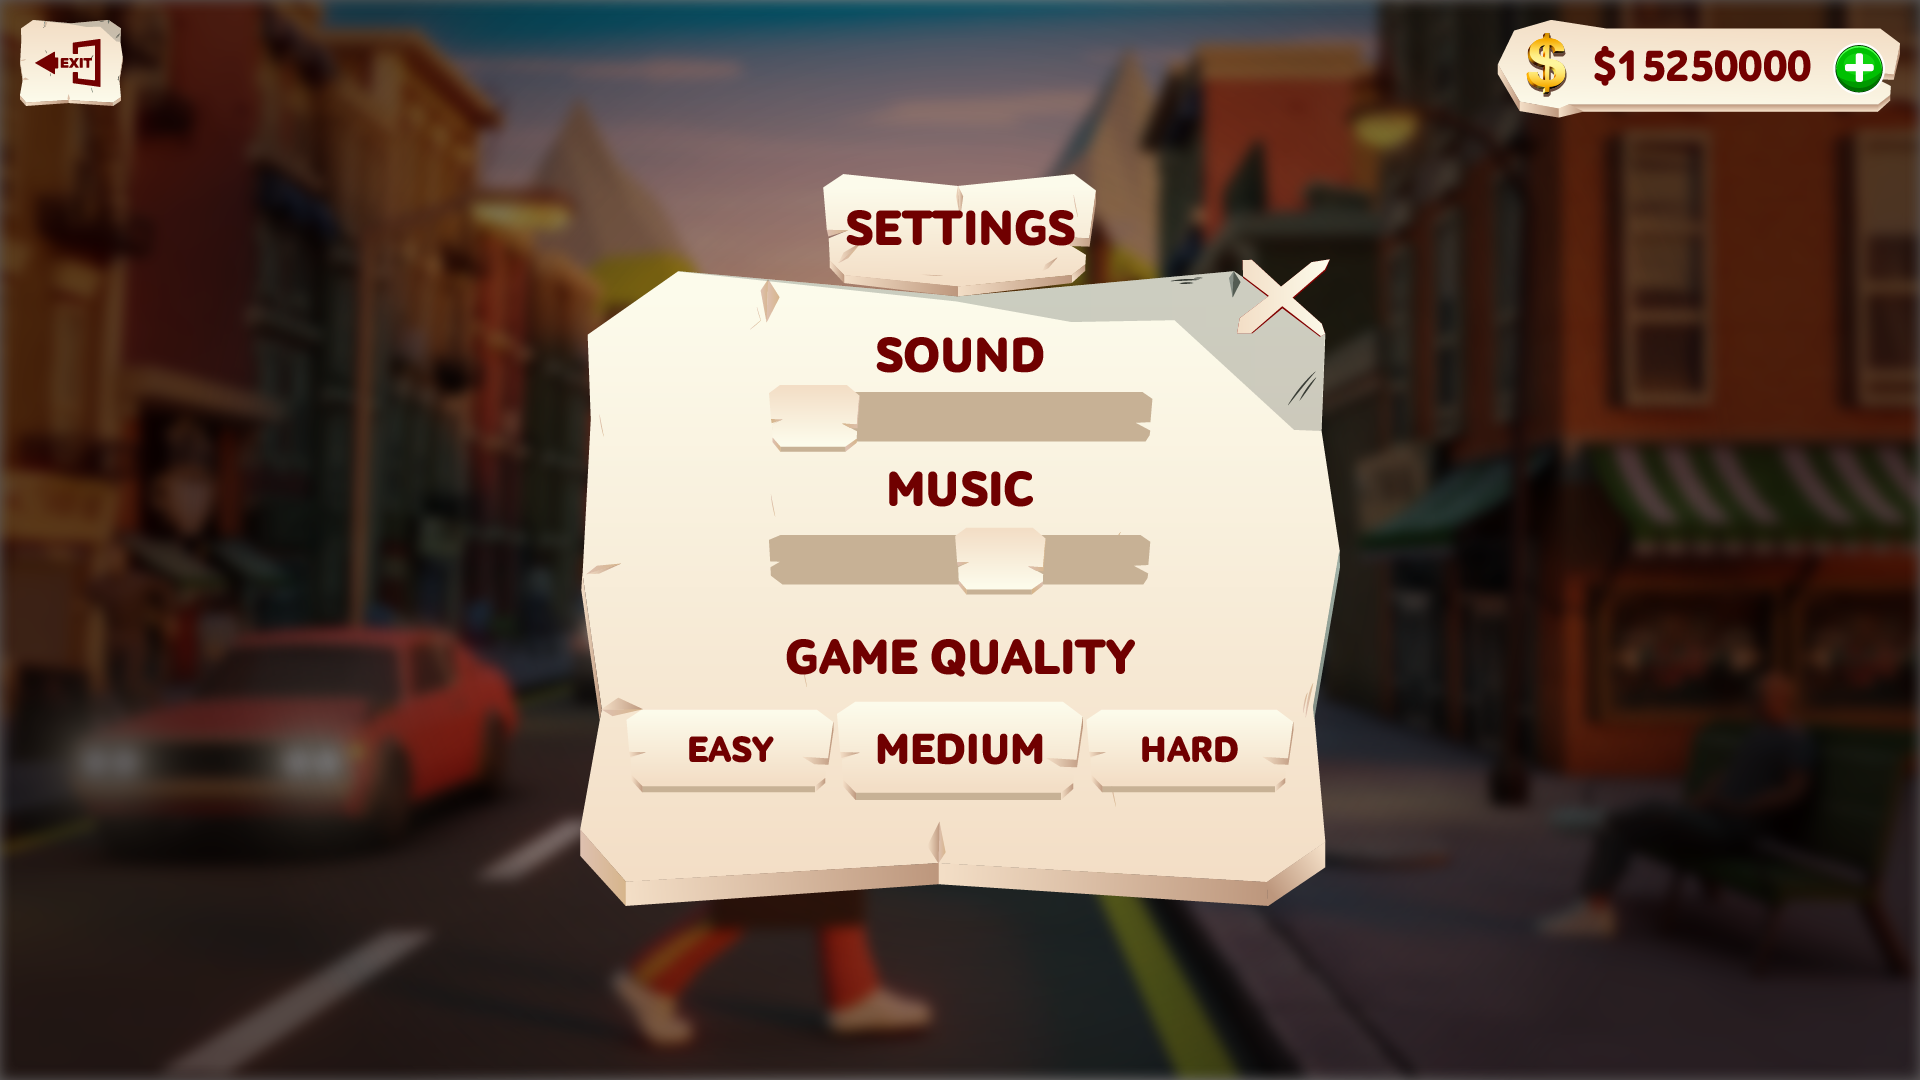 EXIT
$ $15250000
SETTINGS
SOUND
MUSIC
GAME QUALITY
EASY MEDIUM HARD